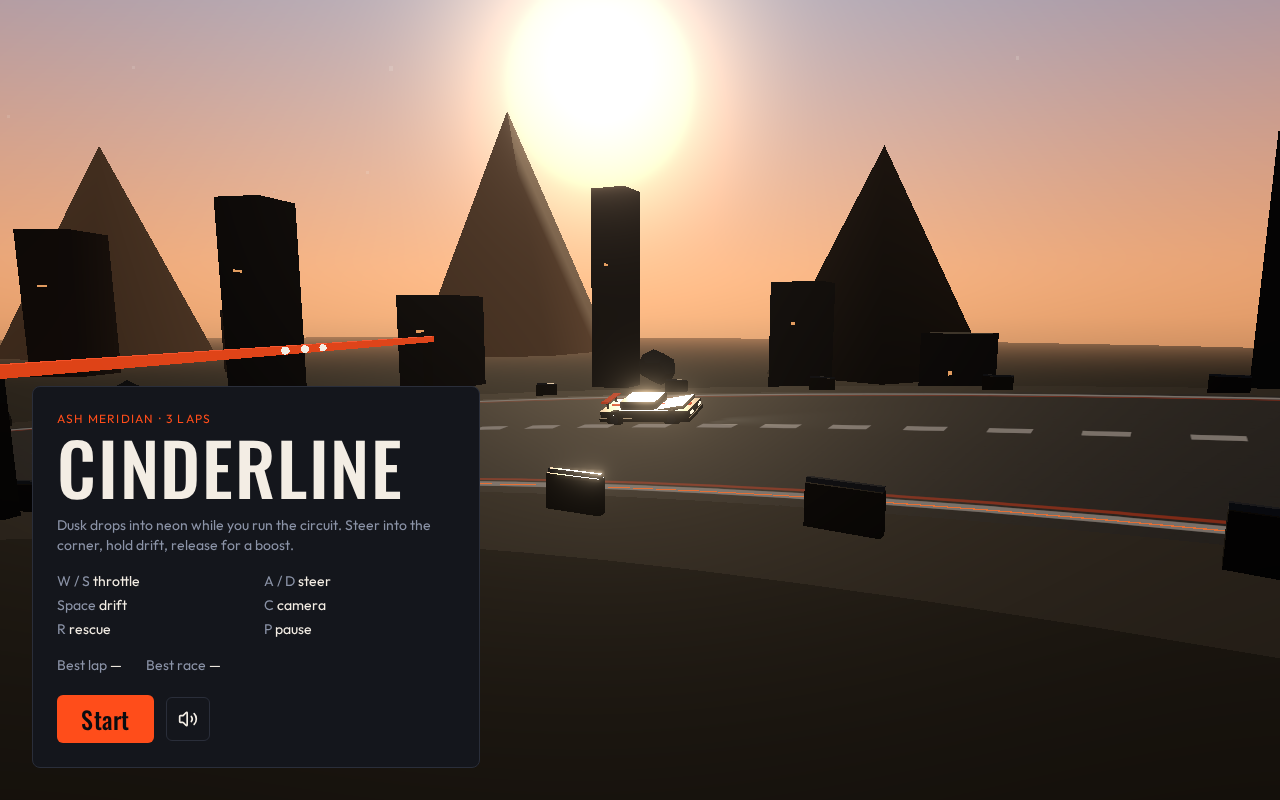 ASH MERIDIAN · 3 LAPS
CINDERLINE
Dusk drops into neon while you run the circuit. Steer into the
corner, hold drift, release for a boost.
W / S throttle
A / D steer
Space drift
C camera
R rescue
P pause
Best lap —
Best race —
Start